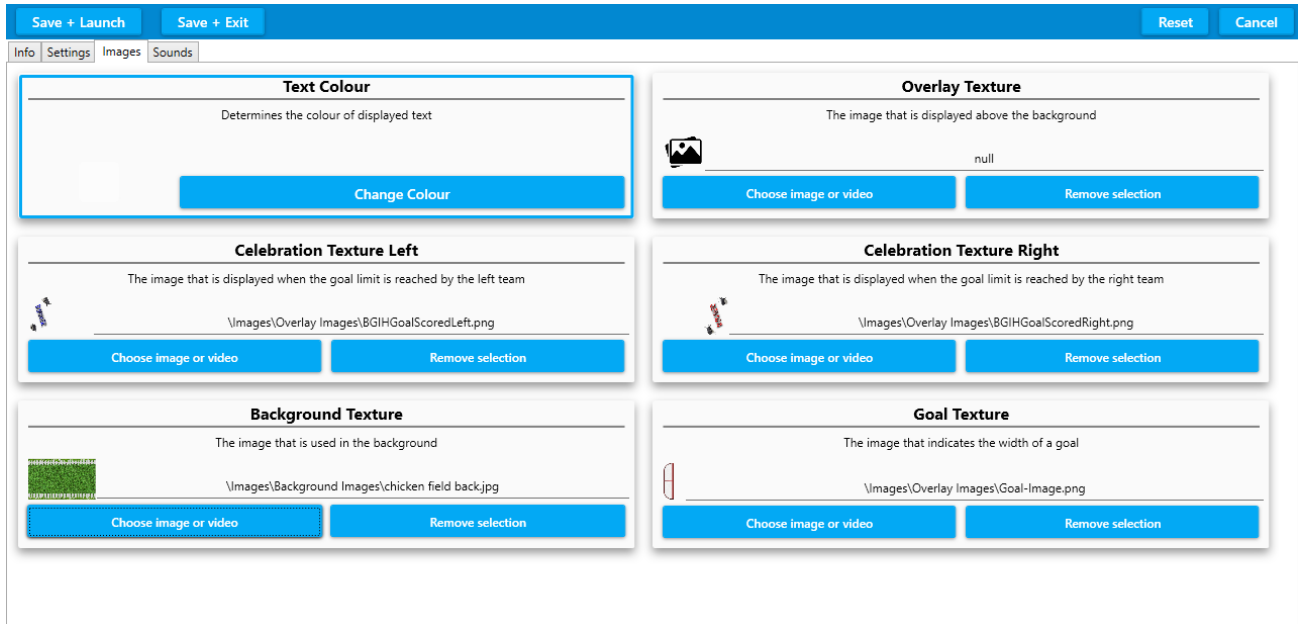 Save + Launch
Save + Exit
Reset
Cancel
Info
Settings
Images
Sounds
Text Colour
Determines the colour of displayed text
Change Colour
Overlay Texture
The image that is displayed above the background
null
Choose image or video
Remove selection
Celebration Texture Left
The image that is displayed when the goal limit is reached by the left team
\Images\Overlay Images\BGIHGoalScoredLeft.png
Choose image or video
Remove selection
Celebration Texture Right
The image that is displayed when the goal limit is reached by the right team
\Images\Overlay Images\BGIHGoalScoredRight.png
Choose image or video
Remove selection
Background Texture
The image that is used in the background
\Images\Background Images\chicken field back.jpg
Choose image or video
Remove selection
Goal Texture
The image that indicates the width of a goal
\Images\Overlay Images\Goal-Image.png
Choose image or video
Remove selection